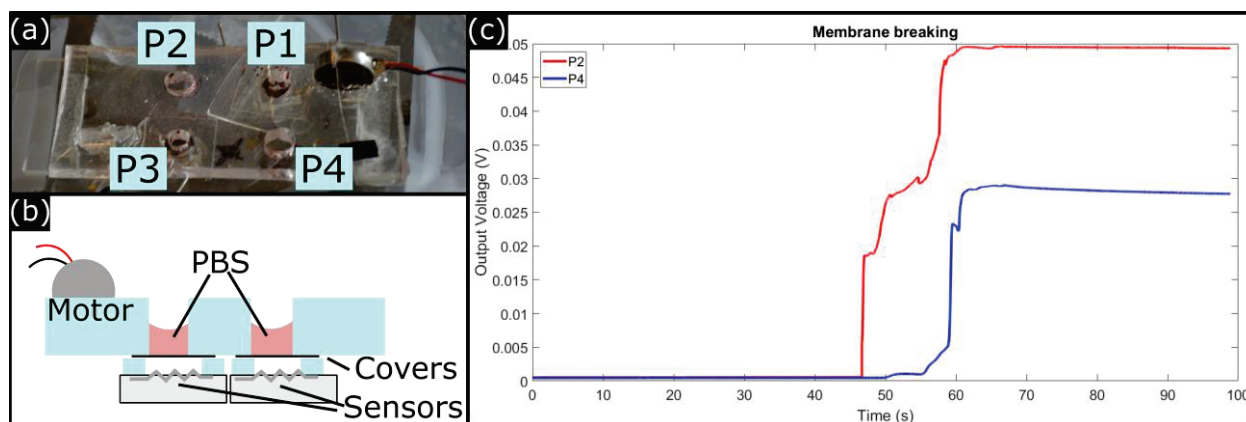 (a)
P2 P1
P3 P4
(b)
PBS
Motor
Covers
Sensors
(c)
Membrane breaking
P2
P4
Output Voltage (V)
0.05
0.045
0.04
0.035
0.03
0.025
0.02
0.015
0.01
0.005
0
0 10 20 30 40 50 60 70 80 90 100
Time (s)